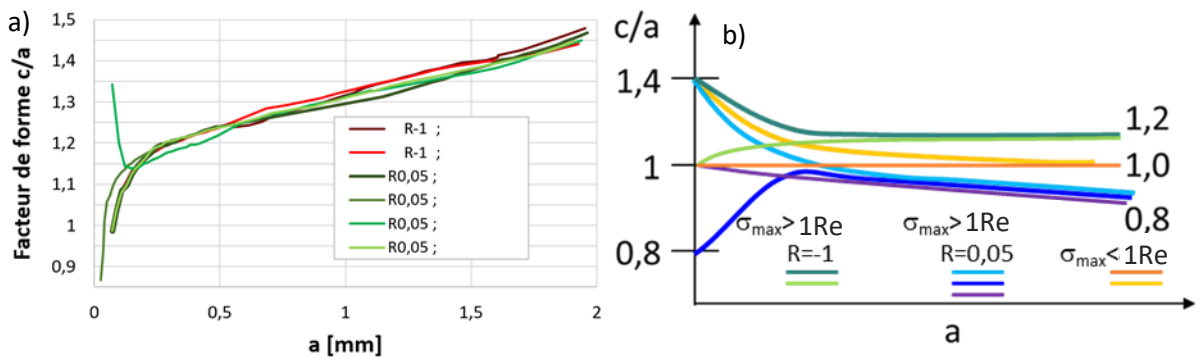 a)
Facteur de forme c/a
1,5
1,4
1,3
1,2
1,1
1
0,9
0
0,5
1
1,5
2
a [mm]
R-1 ;
R-1 ;
R0,05 ;
R0,05 ;
R0,05 ;
R0,05 ;
b)
c/a
1,4
1
0,8
1,2
1,0
0,8
σmax>1Re
R=-1
σmax>1Re
R=0,05
σmax<1Re
a